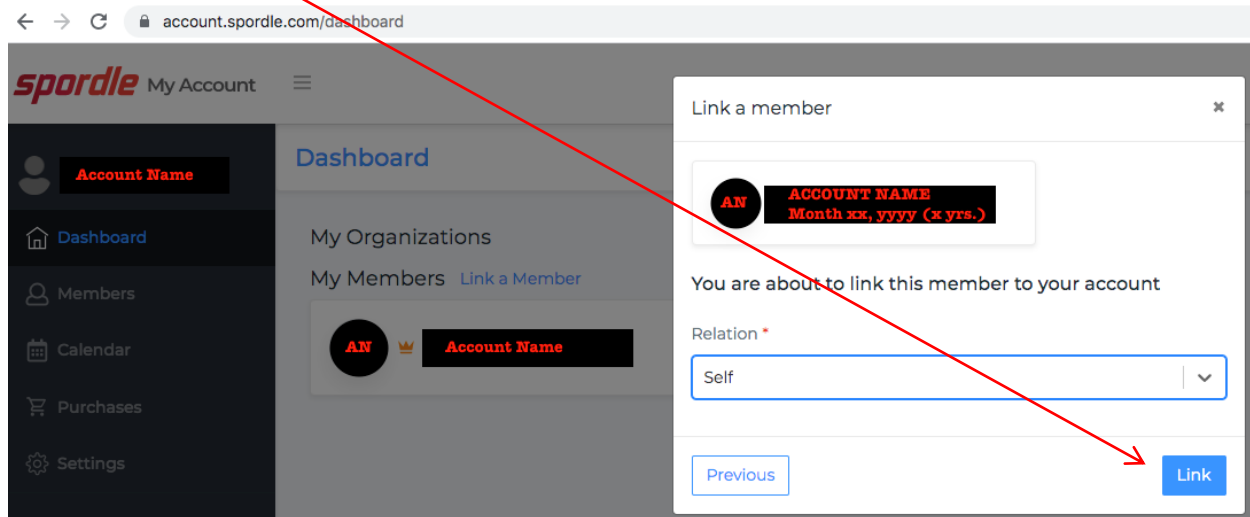 account.spordle.com/dashboard
spordle My Account
Account Name
Dashboard
Members
Calendar
Purchases
Settings
Dashboard
My Organizations
My Members Link a Member
AN Account Name
Link a member
AN
ACCOUNT NAME
Month xx, yyyy (x yrs.)
You are about to link this member to your account
Relation *
Self
Previous
Link